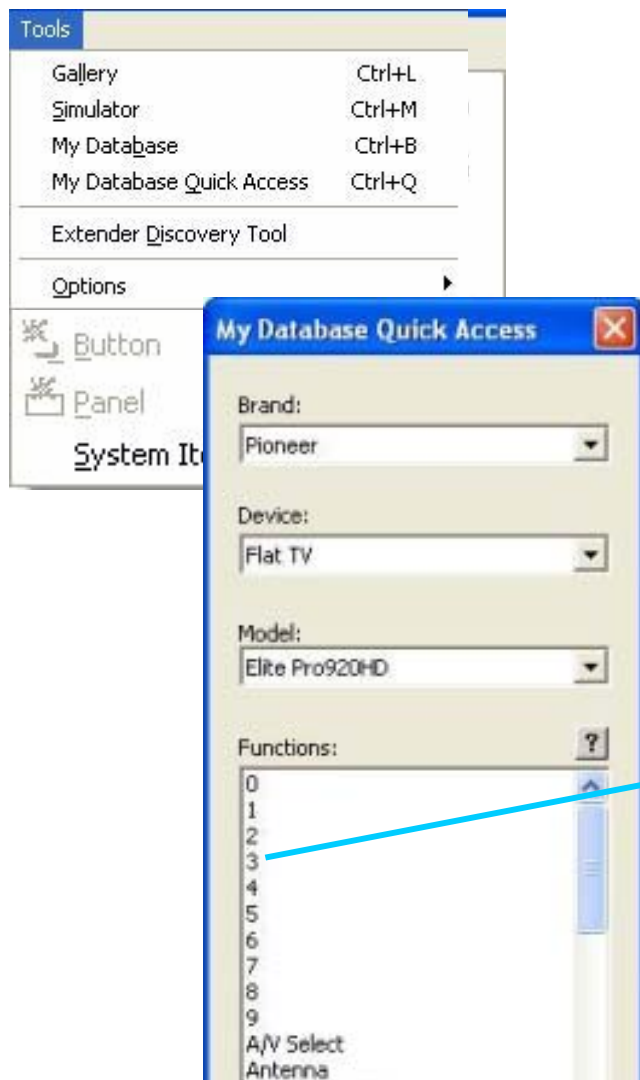 Tools
Gallery Ctrl+L
Simulator Ctrl+M
My Database Ctrl+B
My Database Quick Access Ctrl+Q
Extender Discovery Tool
Options
Button
Panel
System It
My Database Quick Access
Brand:
Pioneer
Device:
Flat TV
Model:
Elite Pro920HD
Functions: ?
0
1
2
3
4
5
6
7
8
9
A/V Select
Antenna